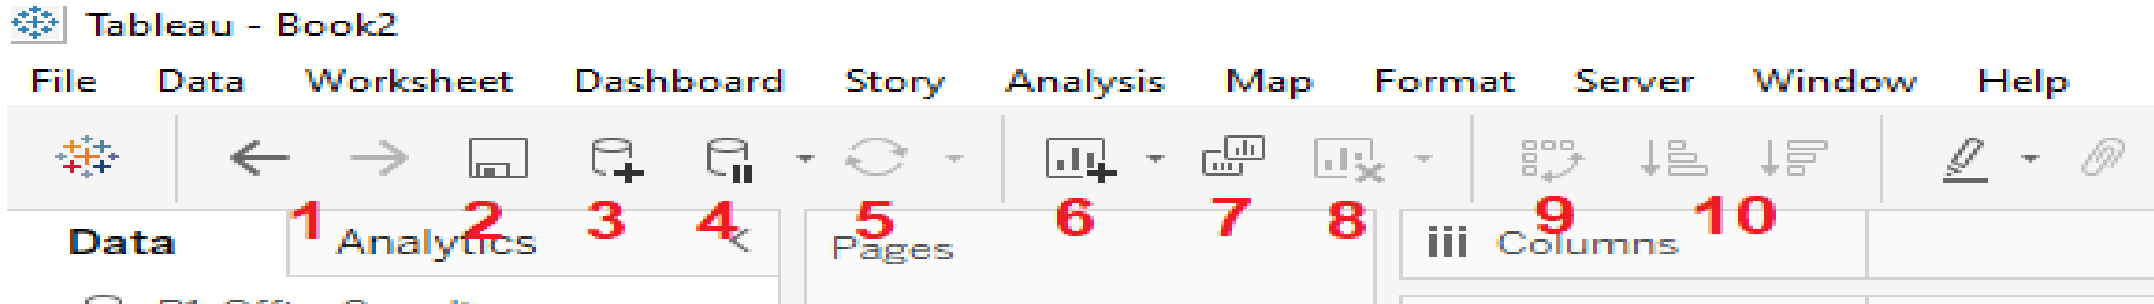 Tableau - Book2
File Data Worksheet Dashboard Story Analysis Map Format Server Window Help
1 2 3 4 5 6 7 8 9 10
Data Analytics Pages Columns